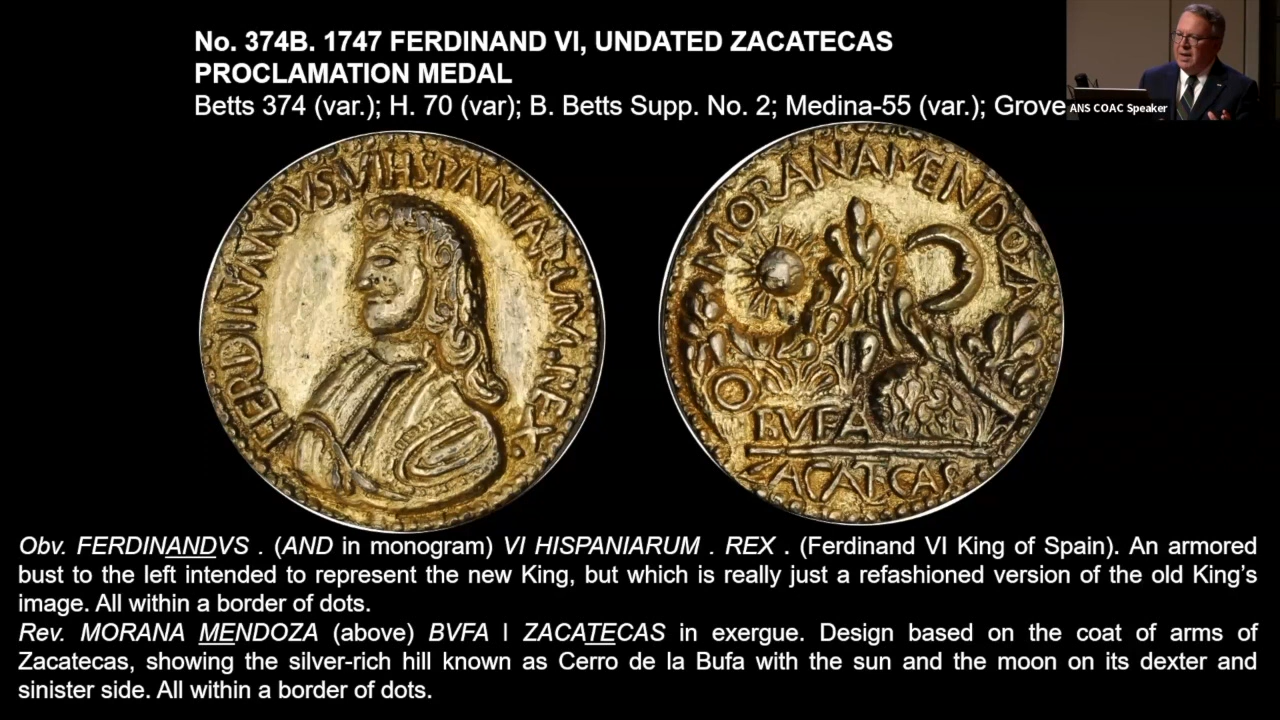 No. 374B. 1747 FERDINAND VI, UNDATED ZACATECAS
PROCLAMATION MEDAL
Betts 374 (var.); H. 70 (var); B. Betts Supp. No. 2; Medina-55 (var.); Grove
ANS COAC Speaker
FERDINANDVS.VIHSPANIARUM.REX.
MORANAMENDOZA
BVFA
ZACATECAS
Obv. FERDINANDVS . (AND in monogram) VI HISPANIARUM . REX . (Ferdinand VI King of Spain). An armored
bust to the left intended to represent the new King, but which is really just a refashioned version of the old King’s
image. All within a border of dots.
Rev. MORANA MENDOZA (above) BVFA | ZACATECAS in exergue. Design based on the coat of arms of
Zacatecas, showing the silver-rich hill known as Cerro de la Bufa with the sun and the moon on its dexter and
sinister side. All within a border of dots.